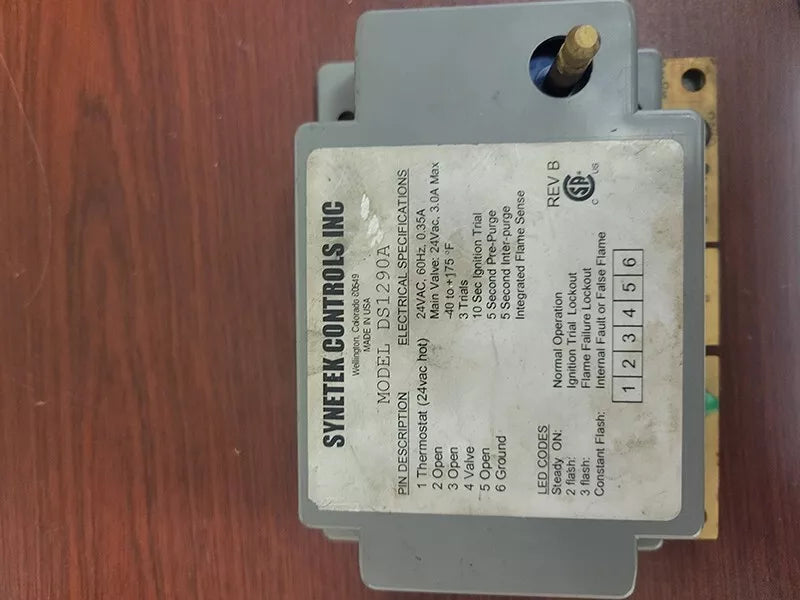 SYNETEK CONTROLS INC
Wellington, Colorado 80549
MADE IN USA
MODEL DS1290A
PIN DESCRIPTION
1 Thermostat (24vac hot)
2 Open
3 Open
4 Valve
5 Open
6 Ground
ELECTRICAL SPECIFICATIONS
24VAC, 60Hz, 0.35A
Main Valve: 24Vac, 3.0A Max
-40 to +175 °F
3 Trials
10 Sec Ignition Trial
5 Second Pre-Purge
5 Second Inter-purge
Integrated Flame Sense
LED CODES
Steady ON: Normal Operation
2 flash: Ignition Trial Lockout
3 flash: Flame Failure Lockout
Constant Flash: Internal Fault or False Flame
1 2 3 4 5 6
REV B
C SA US